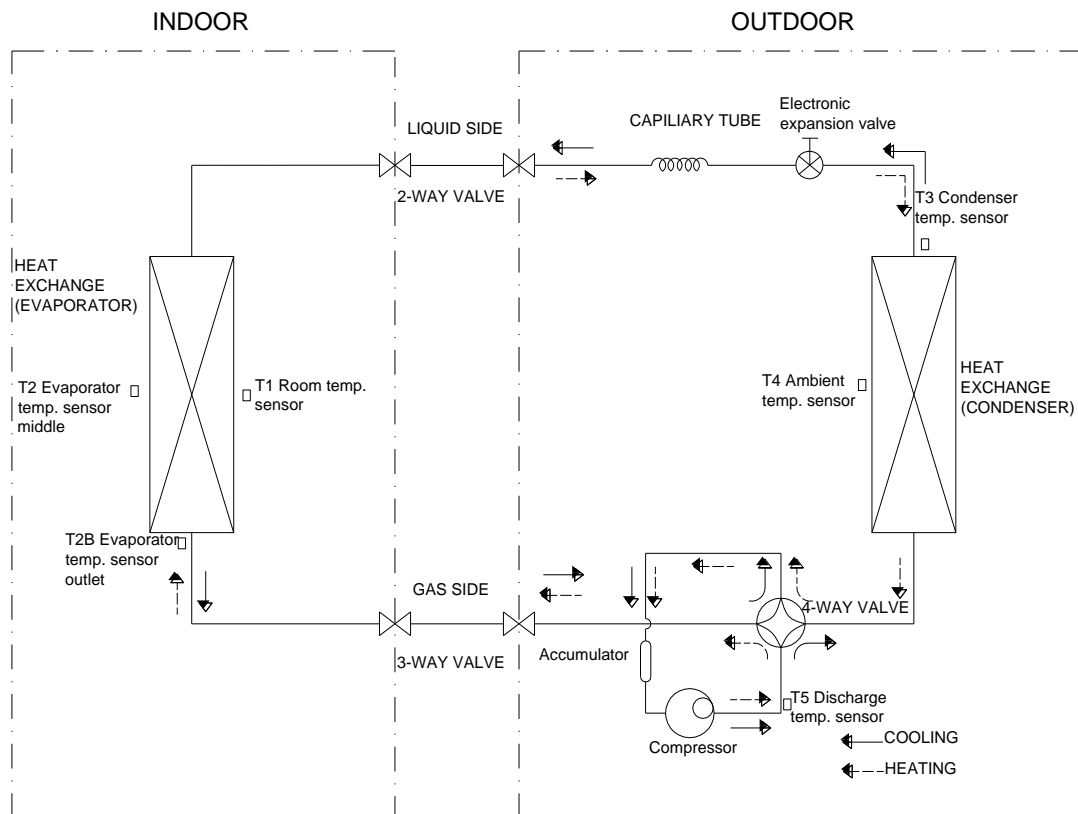 INDOOR
OUTDOOR
Electronic
expansion valve
CAPILIARY TUBE
LIQUID SIDE
2-WAY VALVE
T3 Condenser
temp. sensor
HEAT
EXCHANGE
(EVAPORATOR)
T2 Evaporator
temp. sensor
middle
T1 Room temp.
sensor
T4 Ambient
temp. sensor
HEAT
EXCHANGE
(CONDENSER)
T2B Evaporator
temp. sensor
outlet
GAS SIDE
3-WAY VALVE
4-WAY VALVE
Accumulator
Compressor
T5 Discharge
temp. sensor
COOLING
HEATING